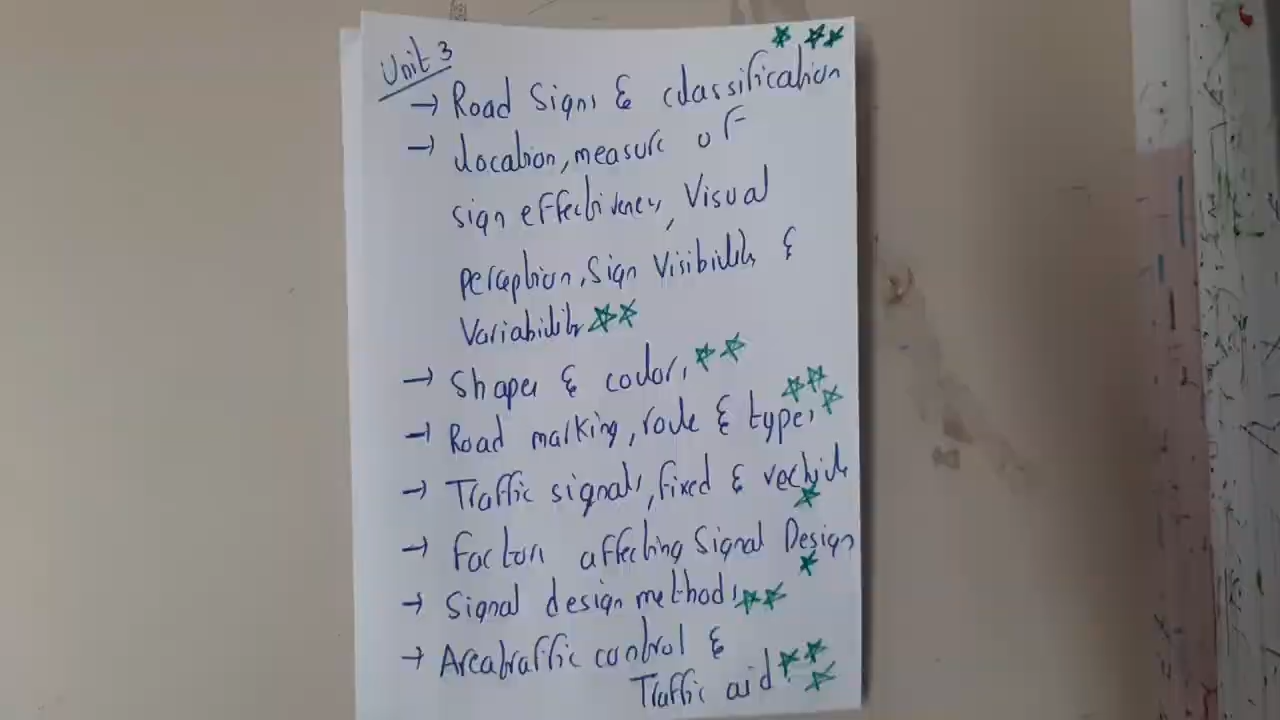 Unit 3
→ Road Signs & classification
→ location, measure of
sign effectiveness, Visual
perception, Sign Visibility &
Variability
→ Shapes & colors
→ Road marking, role & types
→ Traffic signals, fixed & vechicle
→ Factors affecting Signal Design
→ Signal design methods
→ Area traffic control &
Traffic aid